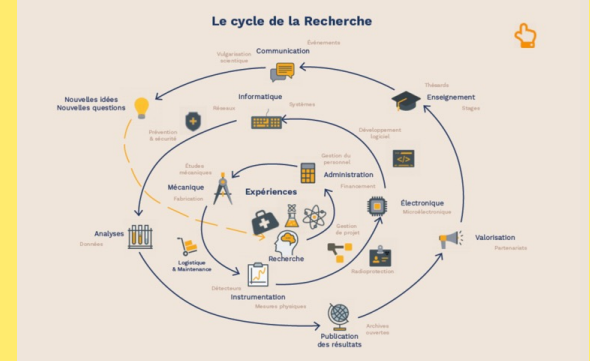 Le cycle de la Recherche
Événements
Communication
Vulgarisation
scientifique
Thésards
Enseignement
Stages
Nouvelles idées
Nouvelles questions
Informatique
Systèmes
Réseaux
Prévention
& sécurité
Développement
logiciel
Études
mécaniques
Gestion du
personnel
Administration
Financement
Mécanique
Fabrication
Expériences
Électronique
Microélectronique
Gestion
de projet
Analyses
Données
Valorisation
Partenariats
Logistique
& Maintenance
Recherche
Radioprotection
Détecteurs
Instrumentation
Mesures physiques
Archives
ouvertes
Publication
des résultats